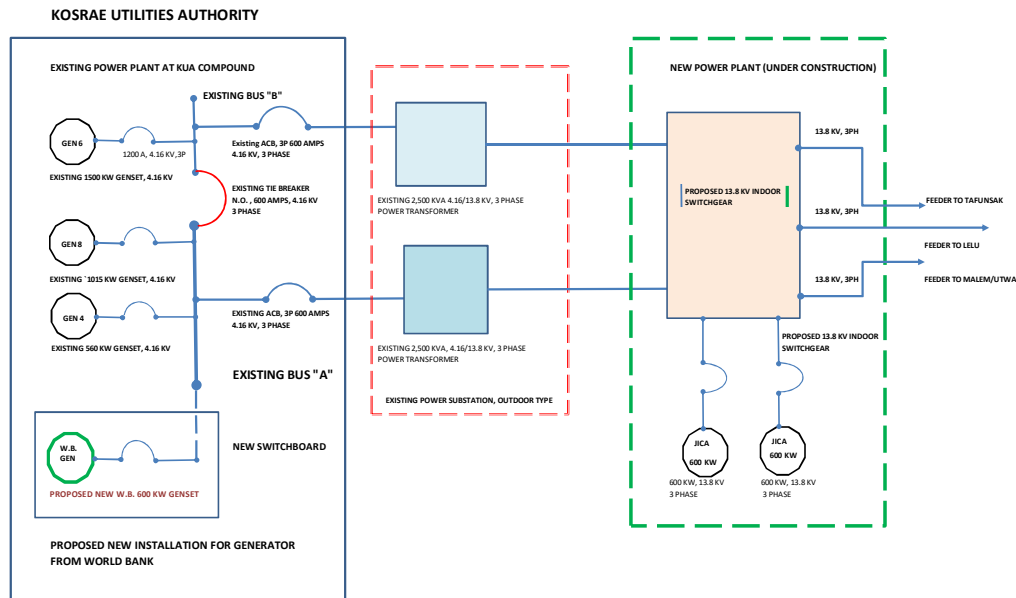 KOSRAE UTILITIES AUTHORITY
EXISTING POWER PLANT AT KUA COMPOUND
EXISTING BUS "B"
GEN 6
1200 A, 4.16 KV,3P
EXISTING 1500 KW GENSET, 4.16 KV
Existing ACB, 3P 600 AMPS
4.16 KV, 3 PHASE
EXISTING TIE BREAKER
N.O. , 600 AMPS, 4.16 KV
3 PHASE
GEN 8
EXISTING `1015 KW GENSET, 4.16 KV
GEN 4
EXISTING 560 KW GENSET, 4.16 KV
EXISTING ACB, 3P 600 AMPS
4.16 KV, 3 PHASE
EXISTING BUS "A"
NEW SWITCHBOARD
W.B.
GEN
PROPOSED NEW W.B. 600 KW GENSET
PROPOSED NEW INSTALLATION FOR GENERATOR
FROM WORLD BANK
EXISTING 2,500 KVA 4.16/13.8 KV, 3 PHASE
POWER TRANSFORMER
EXISTING 2,500 KVA, 4.16/13.8 KV, 3 PHASE
POWER TRANSFORMER
EXISTING POWER SUBSTATION, OUTDOOR TYPE
NEW POWER PLANT (UNDER CONSTRUCTION)
PROPOSED 13.8 KV INDOOR
SWITCHGEAR
13.8 KV, 3PH
FEEDER TO TAFUNSAK
13.8 KV, 3PH
FEEDER TO LELU
13.8 KV, 3PH
FEEDER TO MALEM/UTWA
PROPOSED 13.8 KV INDOOR
SWITCHGEAR
JICA
600 KW
600 KW, 13.8 KV
3 PHASE
JICA
600 KW
600 KW, 13.8 KV
3 PHASE